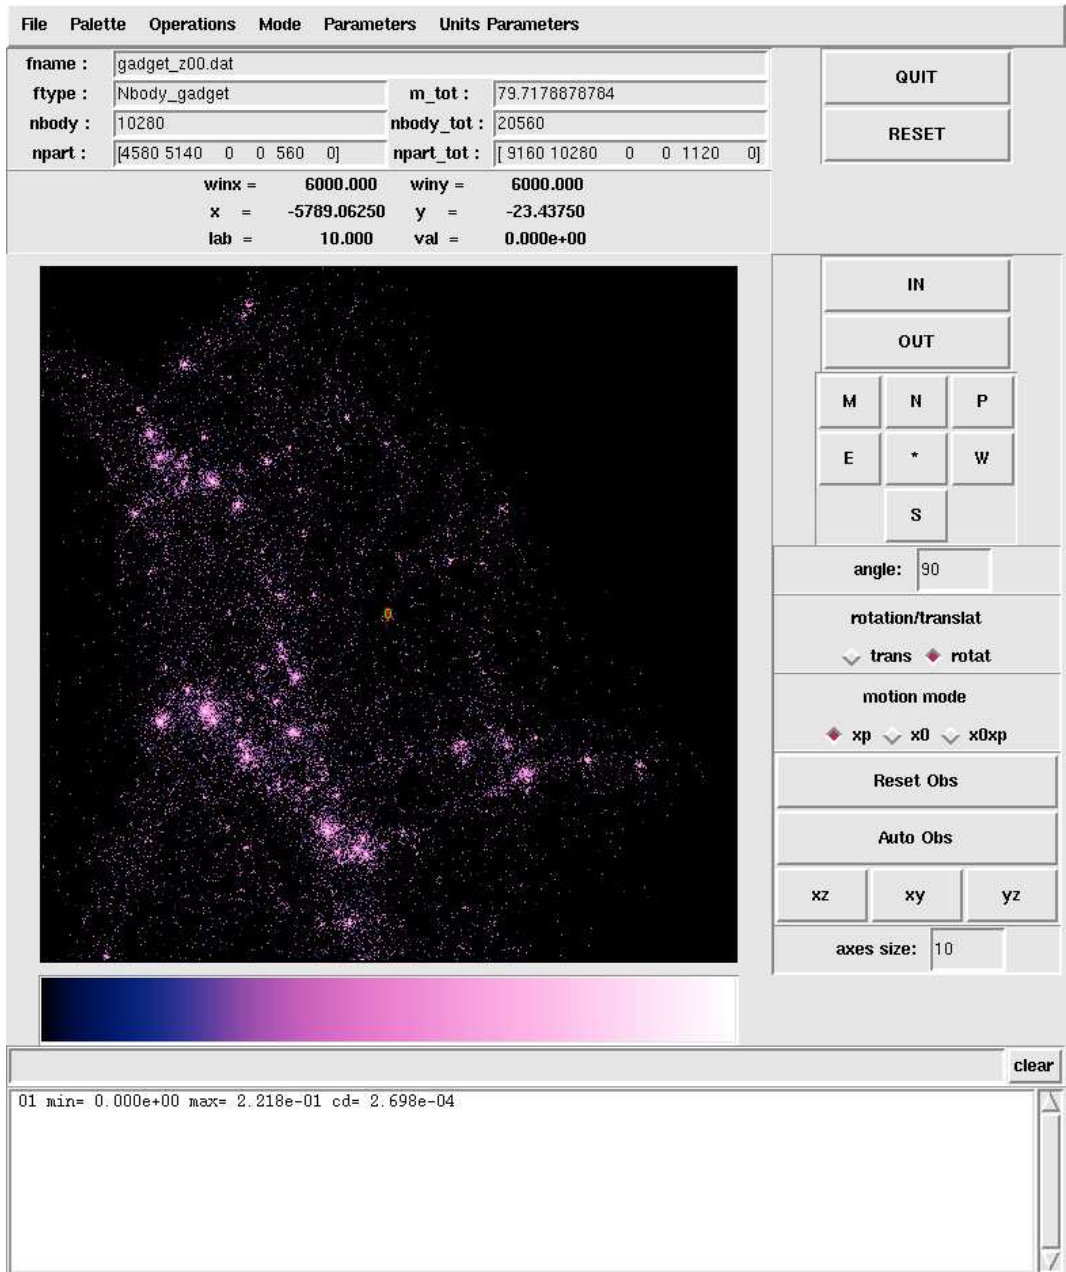 File Palette Operations Mode Parameters Units Parameters
fname : gadget_z00.dat
QUIT
ftype : Nbody_gadget m_tot : 79.7178878784
nbody : 10280 nbody_tot : 20560
RESET
npart : [4580 5140 0 0 560 0] npart_tot : [ 9160 10280 0 0 1120 0]
winx = 6000.000 winy = 6000.000
x = -5789.06250 y = -23.43750
lab = 10.000 val = 0.000e+00
IN
OUT
M N P
E * W
S
angle: 90
rotation/translat
trans rotat
motion mode
xp x0 x0xp
Reset Obs
Auto Obs
xz xy yz
axes size: 10
clear
01 min= 0.000e+00 max= 2.218e-01 cd= 2.698e-04